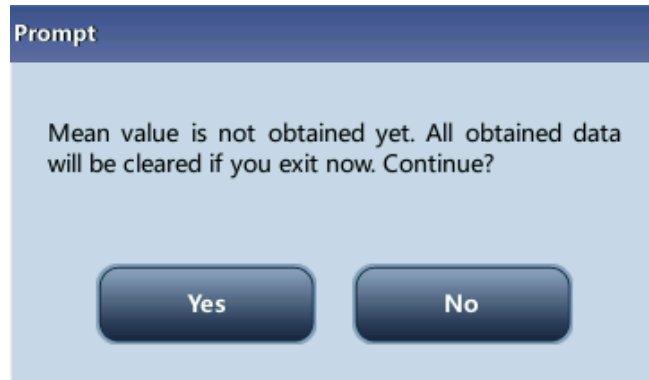 Prompt
Mean value is not obtained yet. All obtained data
will be cleared if you exit now. Continue?
Yes
No